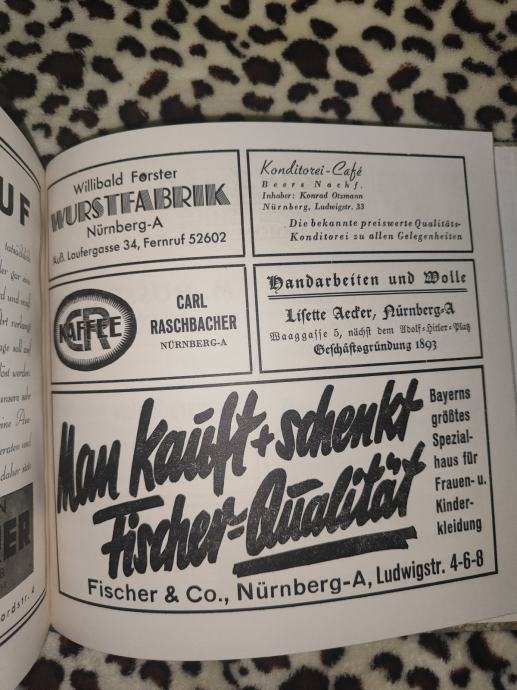 UF
Willibald Forster
WURSTFABRIK
Nürnberg-A
Äuß. Laufergasse 34, Fernruf 52602
Konditorei-Café
Beers Nachf.
Inhaber: Konrad Otzmann
Nürnberg, Ludwigstr. 33
Die bekannte preiswerte Qualitäts-
Konditorei zu allen Gelegenheiten
CR
KAFFEE
CARL
RASCHBACHER
NÜRNBERG-A
Handarbeiten und Wolle
Lisette Aecker, Nürnberg-A
Waaggasse 5, nächst dem Adolf-Hitler-Platz
Geschäftsgründung 1893
Man kauft + schenkt
Fischer-Qualität
Bayerns
größtes
Spezial-
haus für
Frauen- u.
Kinder-
kleidung
Fischer & Co., Nürnberg-A, Ludwigstr. 4-6-8